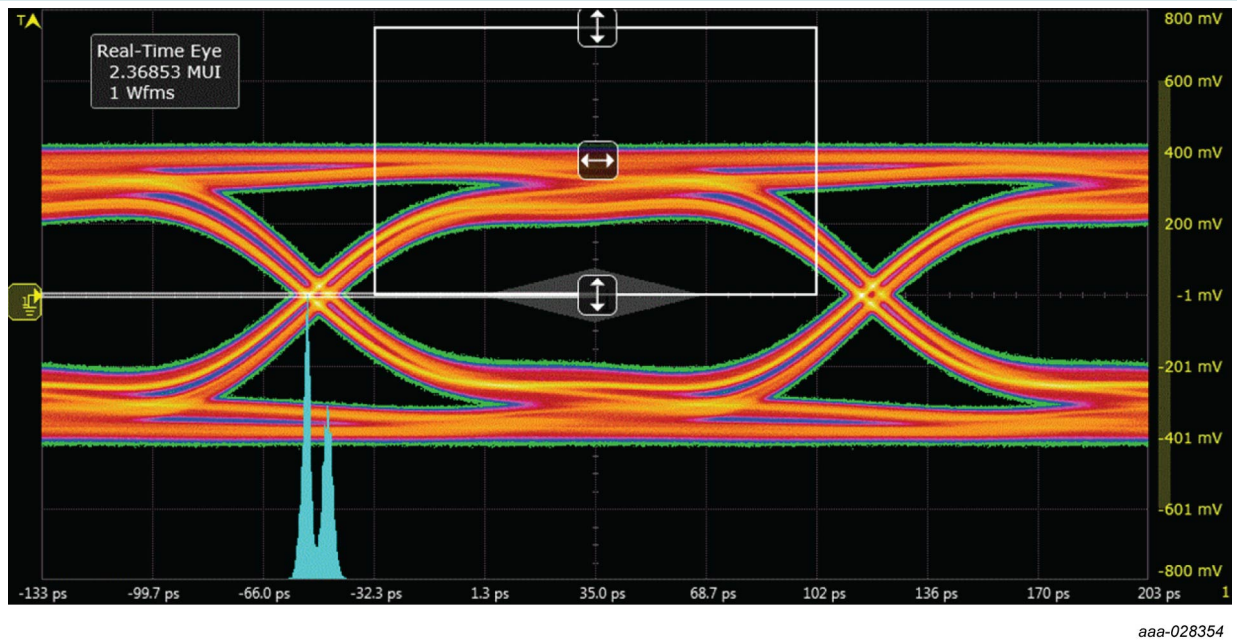 T
Real-Time Eye
2.36853 MUI
1 Wfms
800 mV
600 mV
400 mV
200 mV
-1 mV
-201 mV
-401 mV
-601 mV
-800 mV
1
-133 ps -99.7 ps -66.0 ps -32.3 ps 1.3 ps 35.0 ps 68.7 ps 102 ps 136 ps 170 ps 203 ps 1
aaa-028354